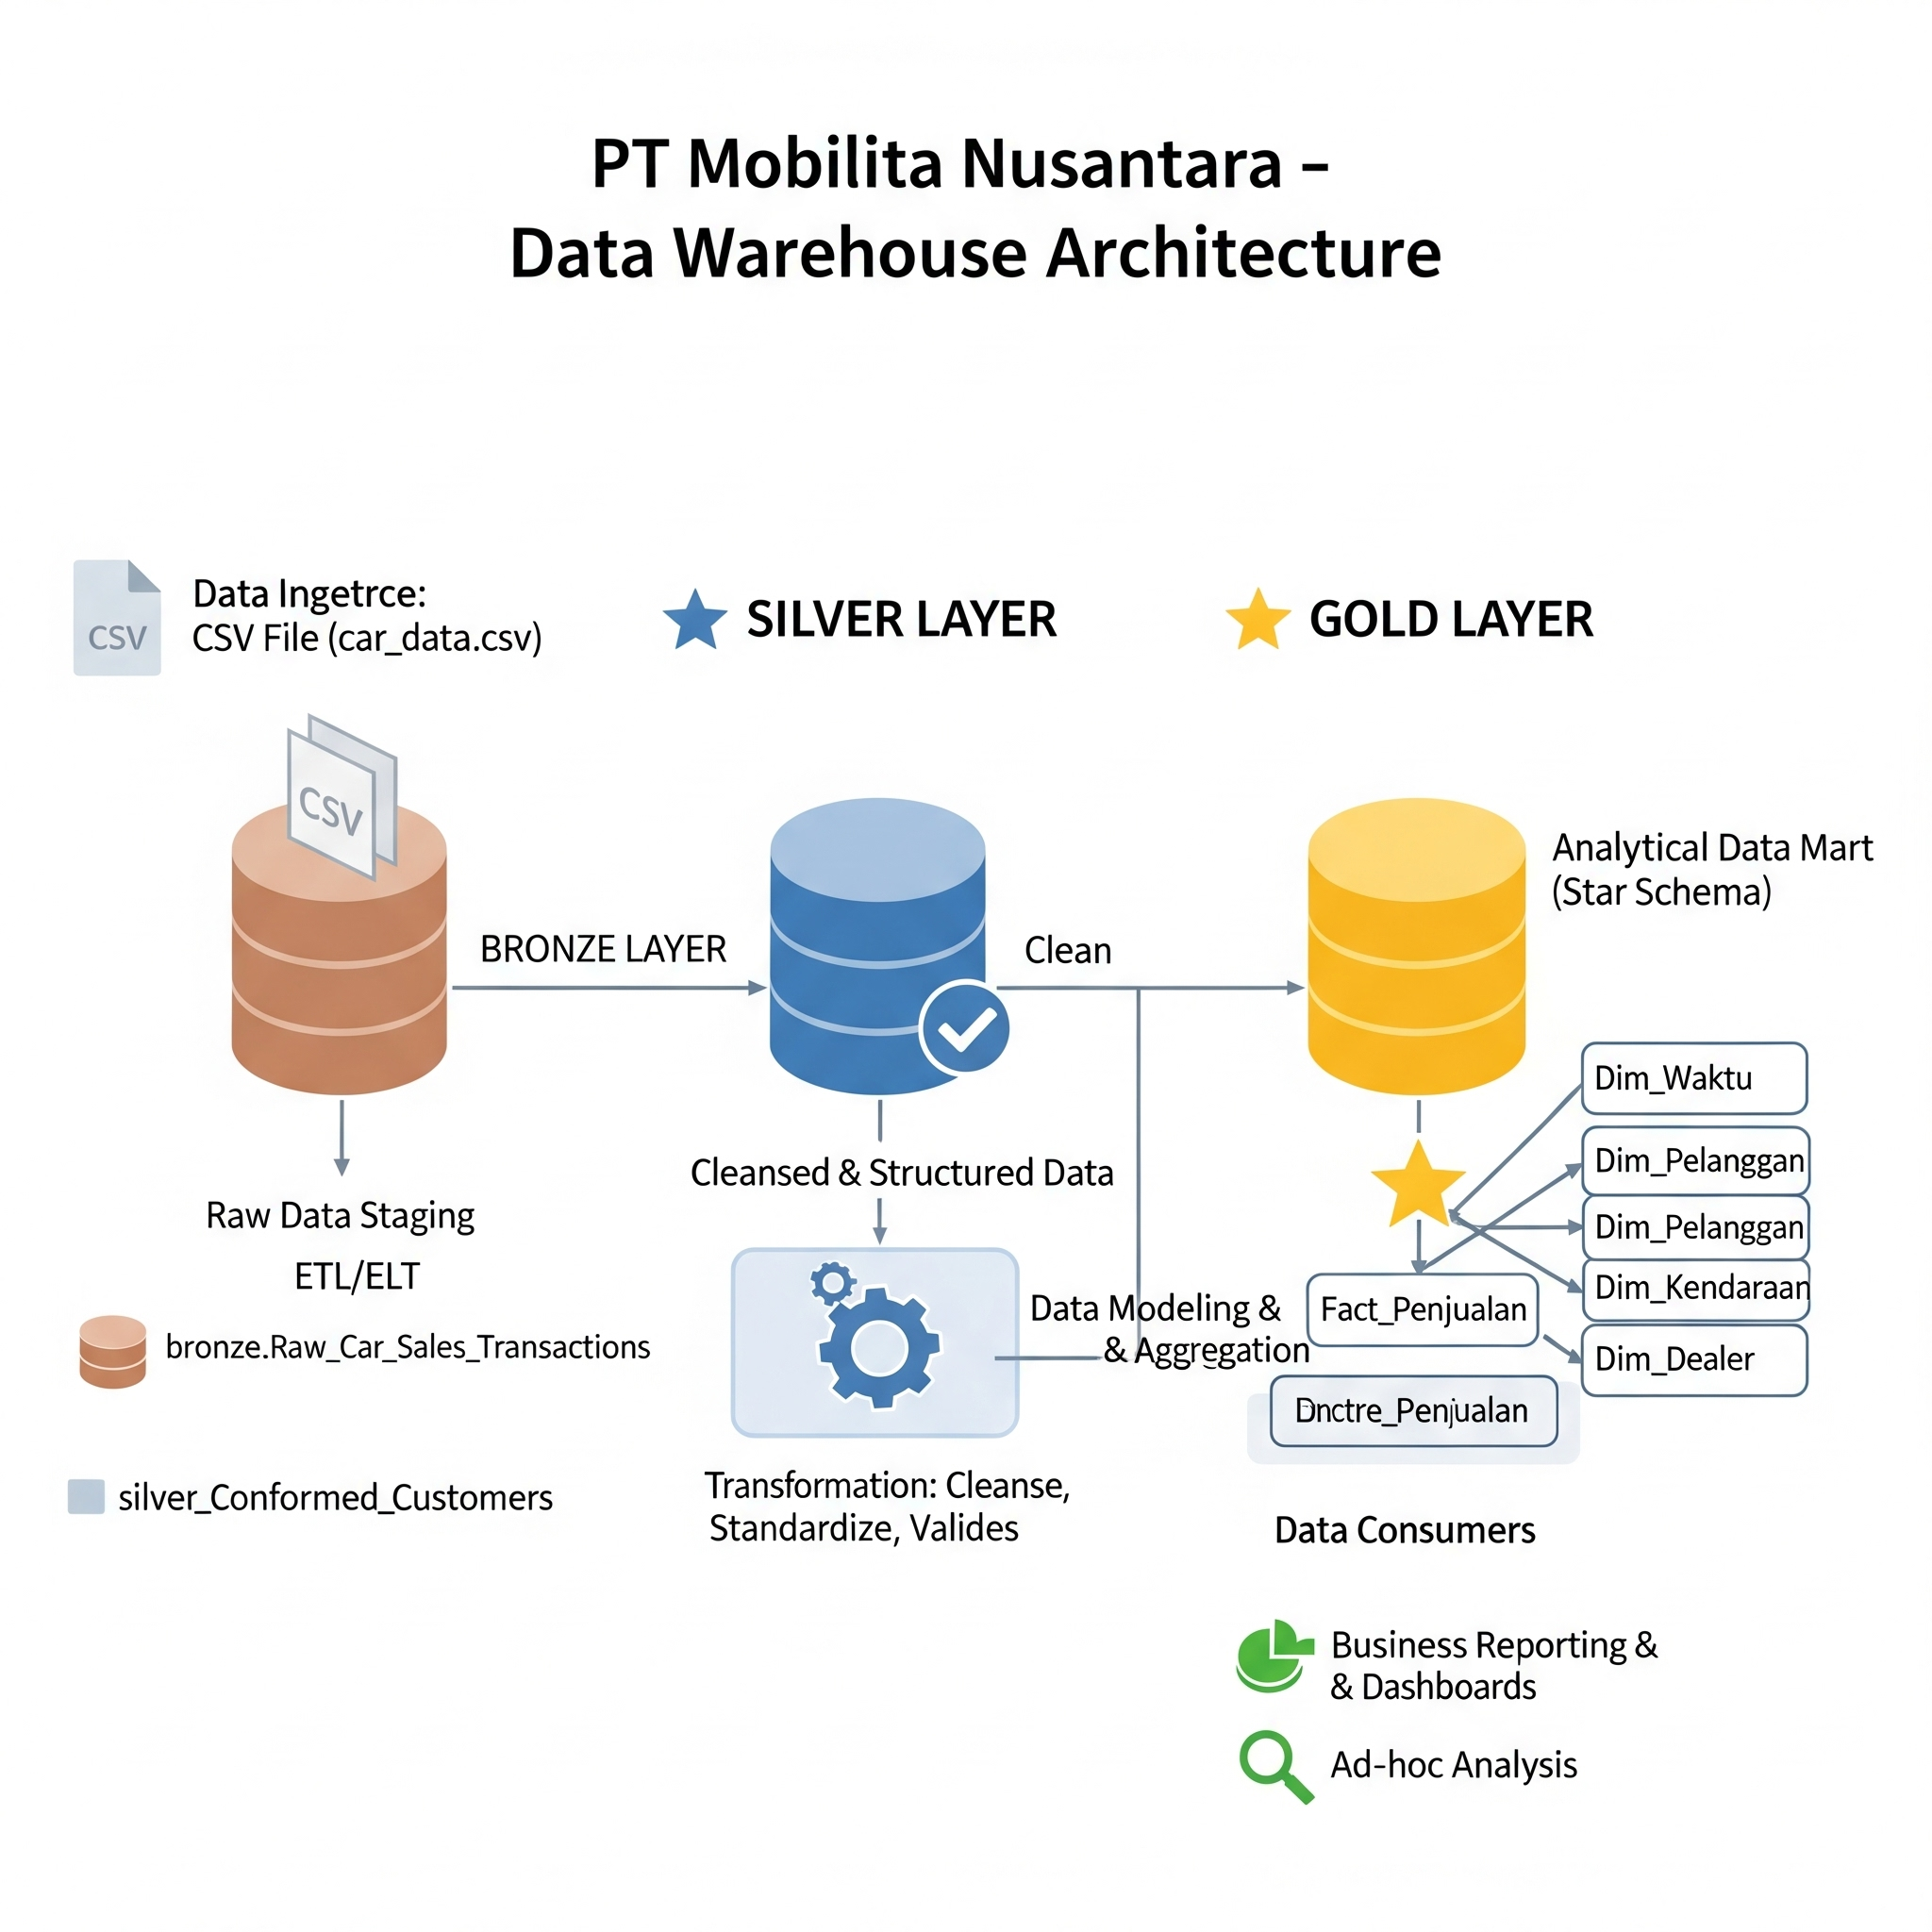 PT Mobilita Nusantara –
Data Warehouse Architecture
CSV
Data Ingetrce:
CSV File (car_data.csv)
SILVER LAYER
GOLD LAYER
CSV
BRONZE LAYER
Clean
Analytical Data Mart
(Star Schema)
Raw Data Staging
ETL/ELT
bronze.Raw_Car_Sales_Transactions
silver_Conformed_Customers
Cleansed & Structured Data
Transformation: Cleanse,
Standardize, Valides
Data Modeling &
& Aggregation
Dim_Waktu
Dim_Pelanggan
Dim_Pelanggan
Dim_Kendaraan
Dim_Dealer
Fact_Penjualan
Dnctre_Penjualan
Data Consumers
Business Reporting &
& Dashboards
Ad-hoc Analysis